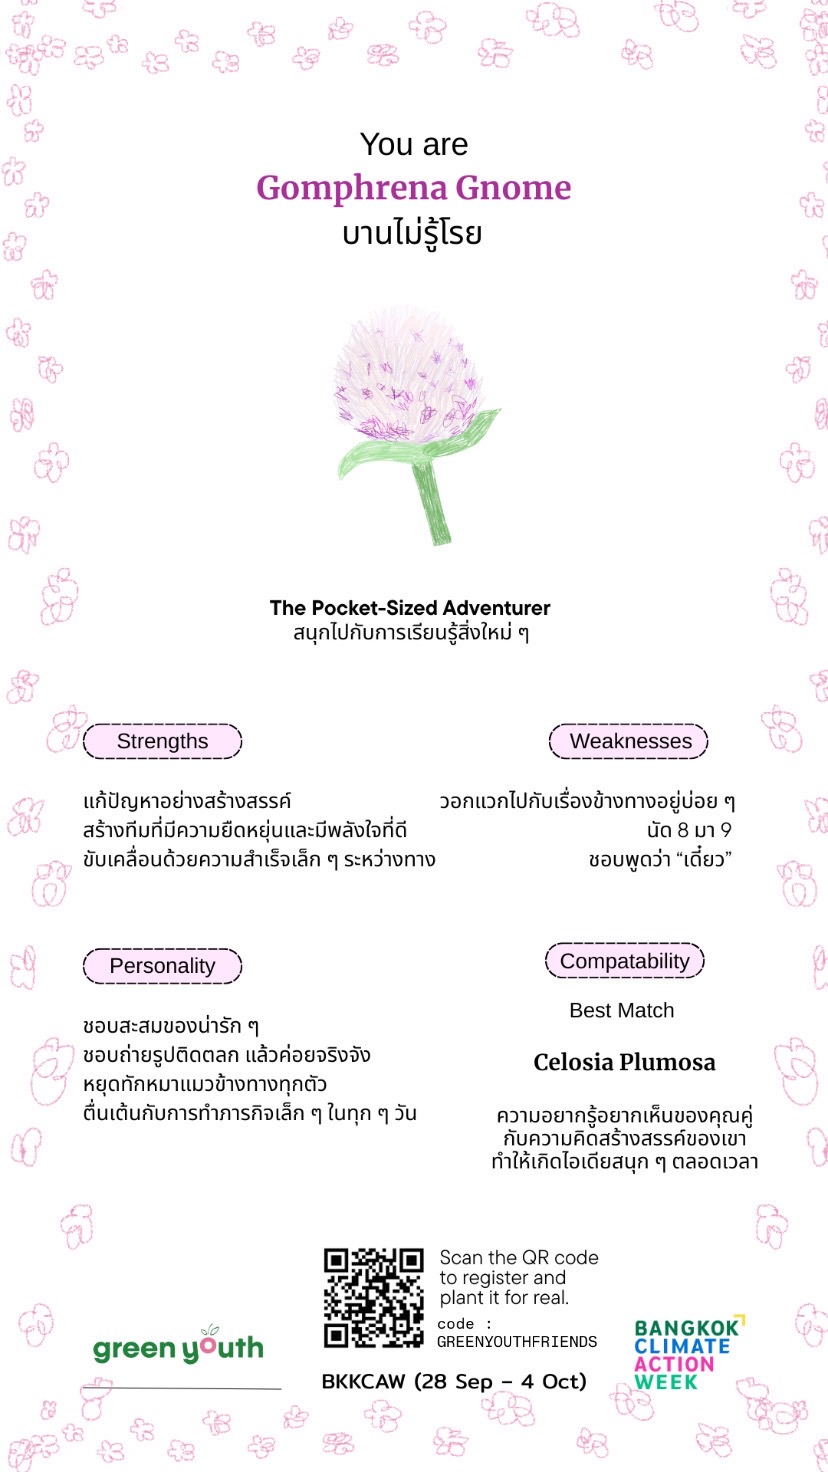 You are
Gomphrena Gnome
บานไม่รู้โรย
The Pocket-Sized Adventurer
สนุกไปกับการเรียนรู้สิ่งใหม่ ๆ
Strengths
แก้ปัญหาอย่างสร้างสรรค์
สร้างทีมที่มีความยืดหยุ่นและมีพลังใจที่ดี
ขับเคลื่อนด้วยความสำเร็จเล็ก ๆ ระหว่างทาง
Weaknesses
วอกแวกไปกับเรื่องข้างทางอยู่บ่อย ๆ
นัด 8 มา 9
ชอบพูดว่า “เดี๋ยว”
Personality
ชอบสะสมของน่ารัก ๆ
ชอบถ่ายรูปติดตลก แล้วค่อยจริงจัง
หยุดทักหมาแมวข้างทางทุกตัว
ตื่นเต้นกับการทำภารกิจเล็ก ๆ ในทุก ๆ วัน
Compatability
Best Match
Celosia Plumosa
ความอยากรู้อยากเห็นของคุณคู่
กับความคิดสร้างสรรค์ของเขา
ทำให้เกิดไอเดียสนุก ๆ ตลอดเวลา
green youth
Scan the QR code
to register and
plant it for real.
code :
GREENYOUTHFRIENDS
BKKCAW (28 Sep – 4 Oct)
BANGKOK
CLIMATE
ACTION
WEEK